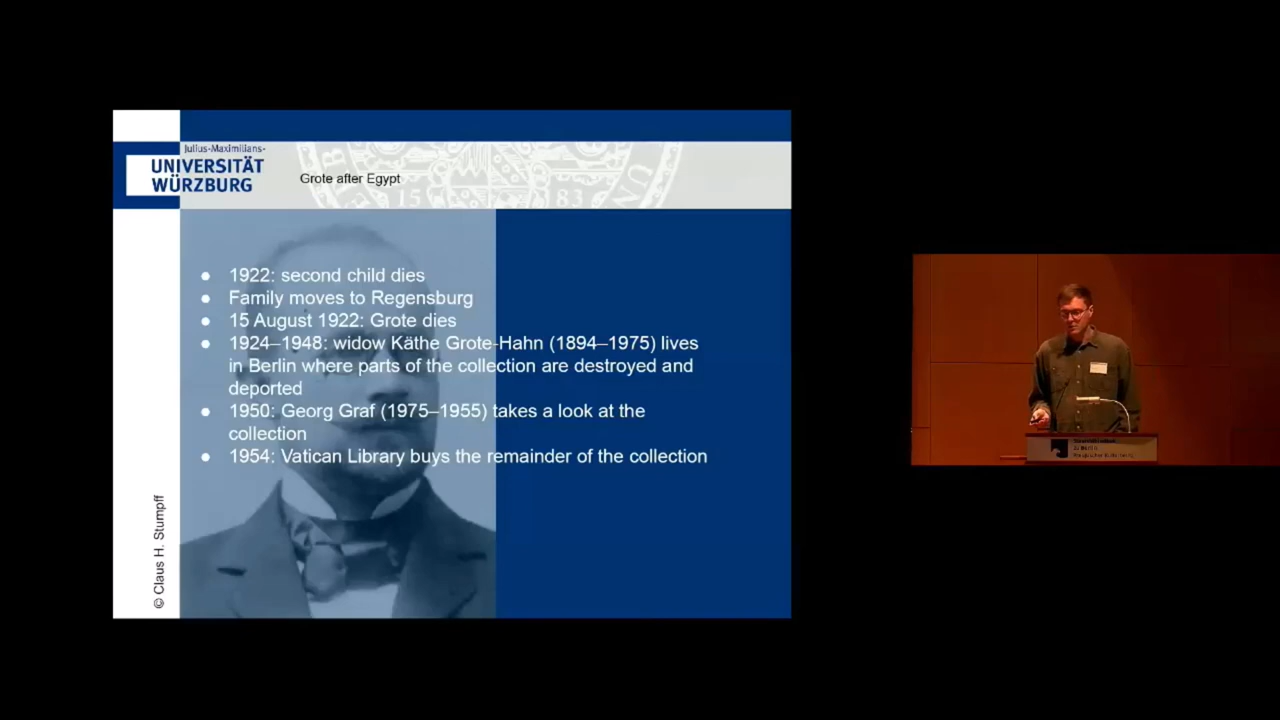 Julius-Maximilians-
UNIVERSITÄT
WÜRZBURG
Grote after Egypt
15 83
● 1922: second child dies
● Family moves to Regensburg
● 15 August 1922: Grote dies
● 1924–1948: widow Käthe Grote-Hahn (1894–1975) lives
in Berlin where parts of the collection are destroyed and
deported
● 1950: Georg Graf (1975–1955) takes a look at the
collection
● 1954: Vatican Library buys the remainder of the collection
© Claus H. Stumpff